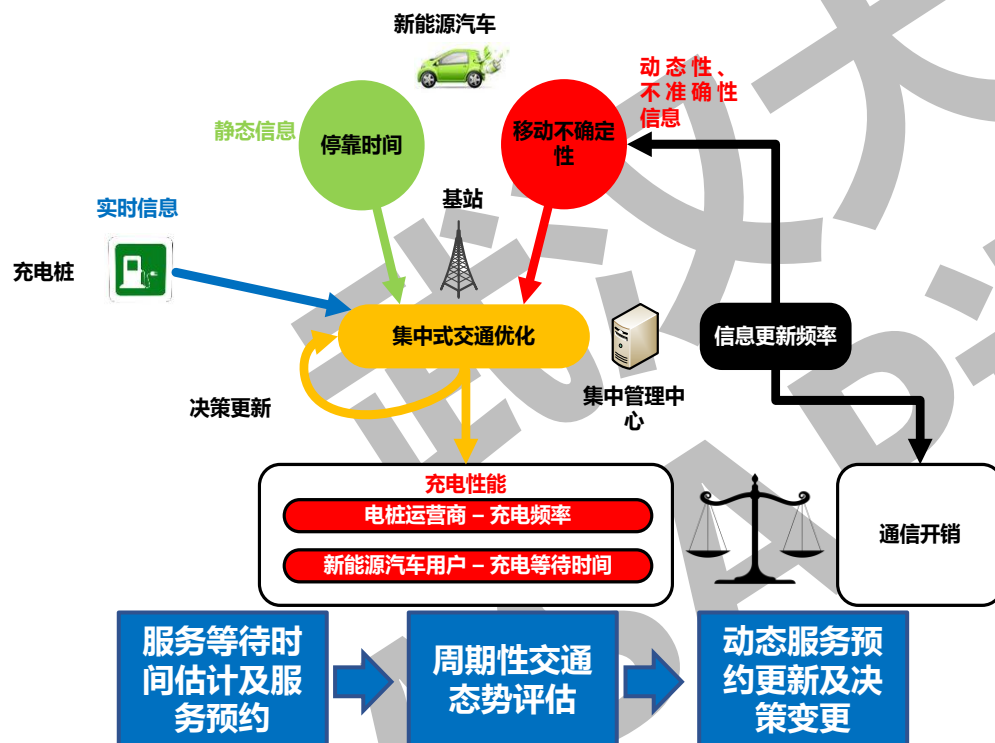 新能源汽车
动态性、
不准确性
信息
静态信息
停靠时间
移动不确定
性
基站
实时信息
充电桩
集中式交通优化
信息更新频率
集中管理中
心
决策更新
充电性能
电桩运营商 – 充电频率
新能源汽车用户 – 充电等待时间
通信开销
服务等待时
间估计及服
务预约
周期性交通
态势评估
动态服务预
约更新及决
策变更